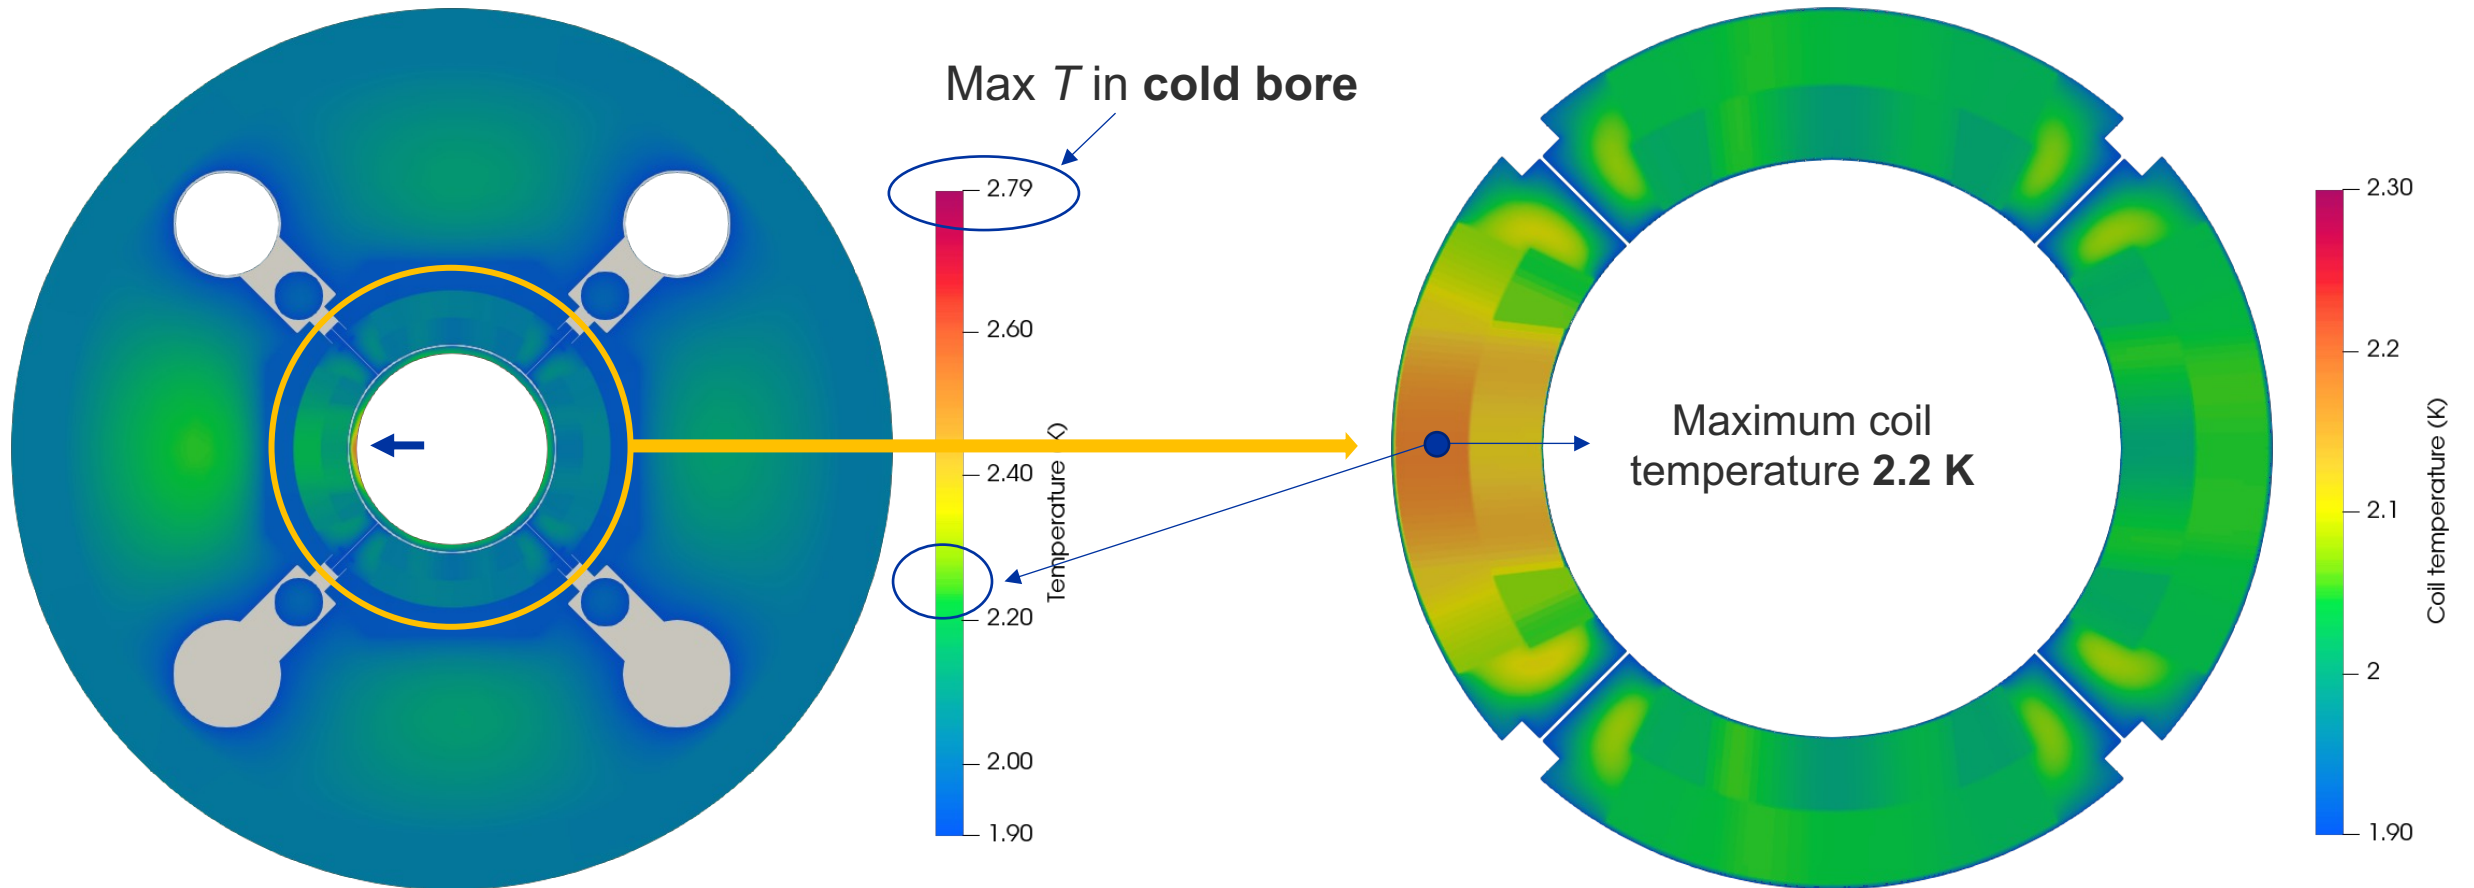 Max T in cold bore
2.79
2.60
2.40
2.20
2.00
1.90
Temperature (K)
Maximum coil
temperature 2.2 K
2.30
2.2
2.1
2
1.90
Coil temperature (K)